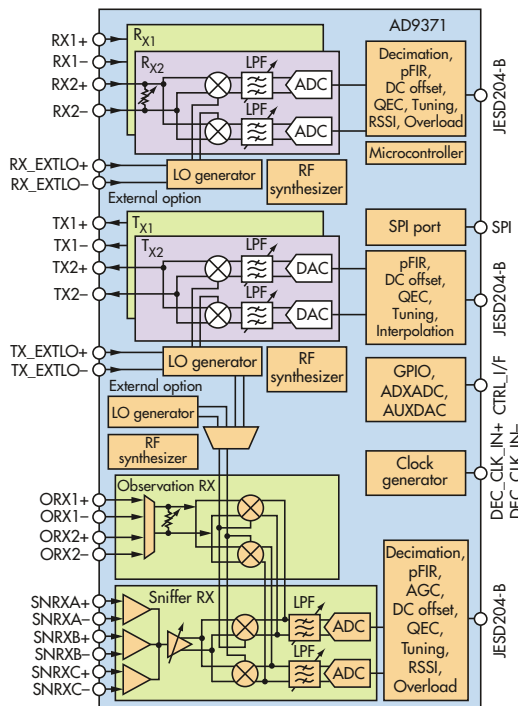 AD9371
RX1+
RX1–
RX2+
RX2–
RX1
RX2
LPF
ADC
LPF
ADC
Decimation,
pFIR,
DC offset,
QEC, Tuning,
RSSI, Overload
JESD204-B
Microcontroller
RX_EXTLO+
RX_EXTLO–
LO generator
RF
synthesizer
External option
TX1+
TX1–
TX2+
TX2–
TX1
TX2
LPF
DAC
LPF
DAC
SPI port
SPI
pFIR,
DC offset,
QEC,
Tuning,
Interpolation
JESD204-B
TX_EXTLO+
TX_EXTLO–
LO generator
RF
synthesizer
External option
GPIO,
ADXADC,
AUXDAC
CTRL_I/F
LO generator
RF
synthesizer
Clock
generator
DEC_CLK_IN+
DEC_CLK_IN–
Observation RX
ORX1+
ORX1–
ORX2+
ORX2–
Sniffer RX
SNRXA+
SNRXA–
SNRXB+
SNRXB–
SNRXC+
SNRXC–
LPF
ADC
LPF
ADC
Decimation,
pFIR,
AGC,
DC offset,
QEC,
Tuning,
RSSI,
Overload
JESD204-B